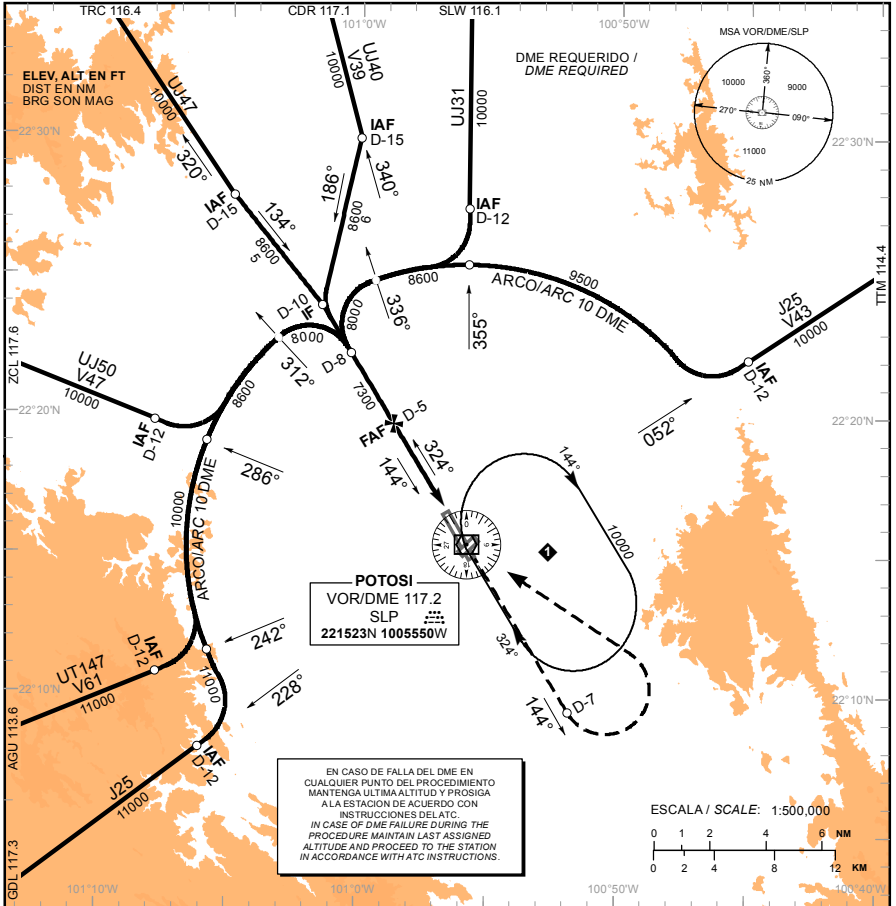 TRC 116.4
CDR 117.1
101°0'W
SLW 116.1
100°50'W
ELEV, ALT EN FT
DIST EN NM
BRG SON MAG
DME REQUERIDO /
DME REQUIRED
MSA VOR/DME/SLP
10000
9000
11000
360°
270°
090°
25 NM
22°30'N
22°30'N
UJ47
10000
320°
IAF
D-15
134°
8600
5
UJ40
V39
10000
IAF
D-15
340°
186°
8600
6
UJ31
10000
IAF
D-12
355°
8600
9500
ARCO/ARC 10 DME
336°
8000
TTM 114.4
J25
V43
10000
IAF
D-12
052°
D-10
IF
8000
312°
D-8
7300
ZCL 117.6
UJ50
V47
10000
IAF
D-12
8600
22°20'N
22°20'N
286°
10000
ARCO/ARC 10 DME
FAF
D-5
324°
144°
144°
10000
1
324°
0
9
18
27
POTOSI
VOR/DME 117.2
SLP
221523N 1005550W
D-7
144°
242°
228°
IAF
D-12
UT147
V61
11000
11000
AGU 113.6
22°10'N
22°10'N
IAF
D-12
J25
11000
GDL 117.3
EN CASO DE FALLA DEL DME EN
CUALQUIER PUNTO DEL PROCEDIMIENTO
MANTENGA ULTIMA ALTITUD Y PROSIGA
A LA ESTACION DE ACUERDO CON
INSTRUCCIONES DEL ATC.
IN CASE OF DME FAILURE DURING THE
PROCEDURE MAINTAIN LAST ASSIGNED
ALTITUDE AND PROCEED TO THE STATION
IN ACCORDANCE WITH ATC INSTRUCTIONS.
ESCALA / SCALE: 1:500,000
0 1 2 4 6 NM
0 2 4 8 12 KM
101°10'W
101°0'W
100°50'W
100°40'W